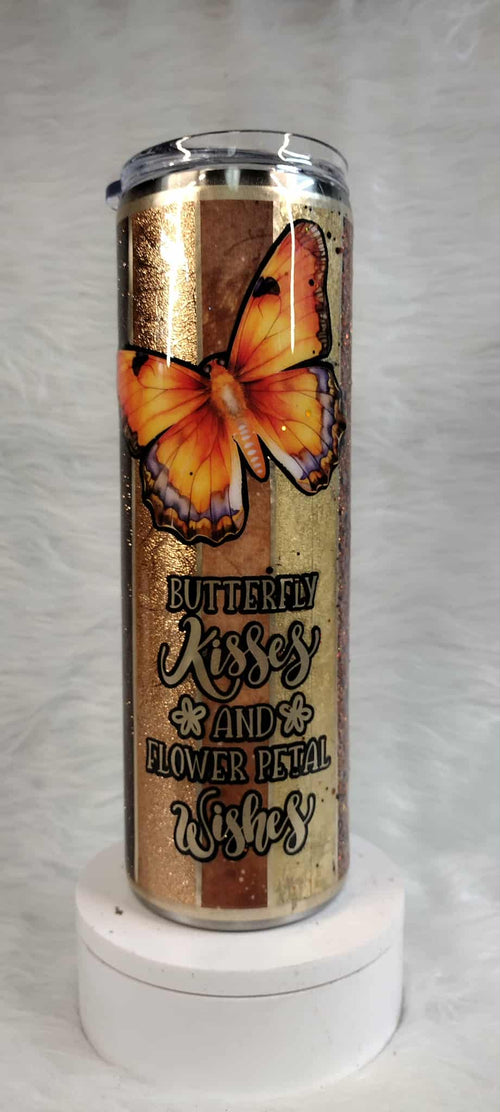 BUTTERFLY
Kisses
AND
FLOWER PETAL
Wishes